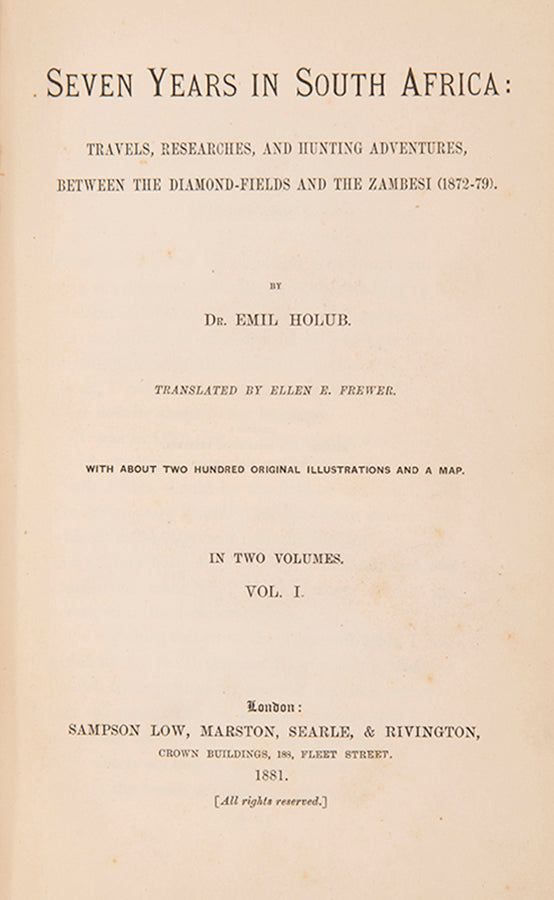 SEVEN YEARS IN SOUTH AFRICA:
TRAVELS, RESEARCHES, AND HUNTING ADVENTURES,
BETWEEN THE DIAMOND-FIELDS AND THE ZAMBESI (1872-79).
BY
DR. EMIL HOLUB.
TRANSLATED BY ELLEN E. FREWER.
WITH ABOUT TWO HUNDRED ORIGINAL ILLUSTRATIONS AND A MAP.
IN TWO VOLUMES.
VOL. I.
London:
SAMPSON LOW, MARSTON, SEARLE, & RIVINGTON,
CROWN BUILDINGS, 188, FLEET STREET.
1881.
[All rights reserved.]